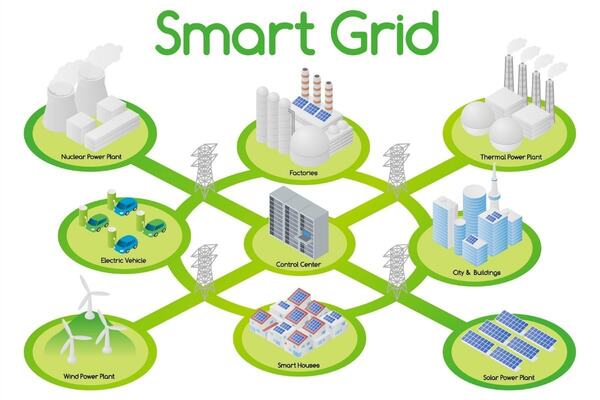 Smart Grid
Nuclear Power Plant
Factories
Thermal Power Plant
Electric Vehicle
Control Center
City & Buildings
Wind Power Plant
Smart Houses
Solar Power Plant